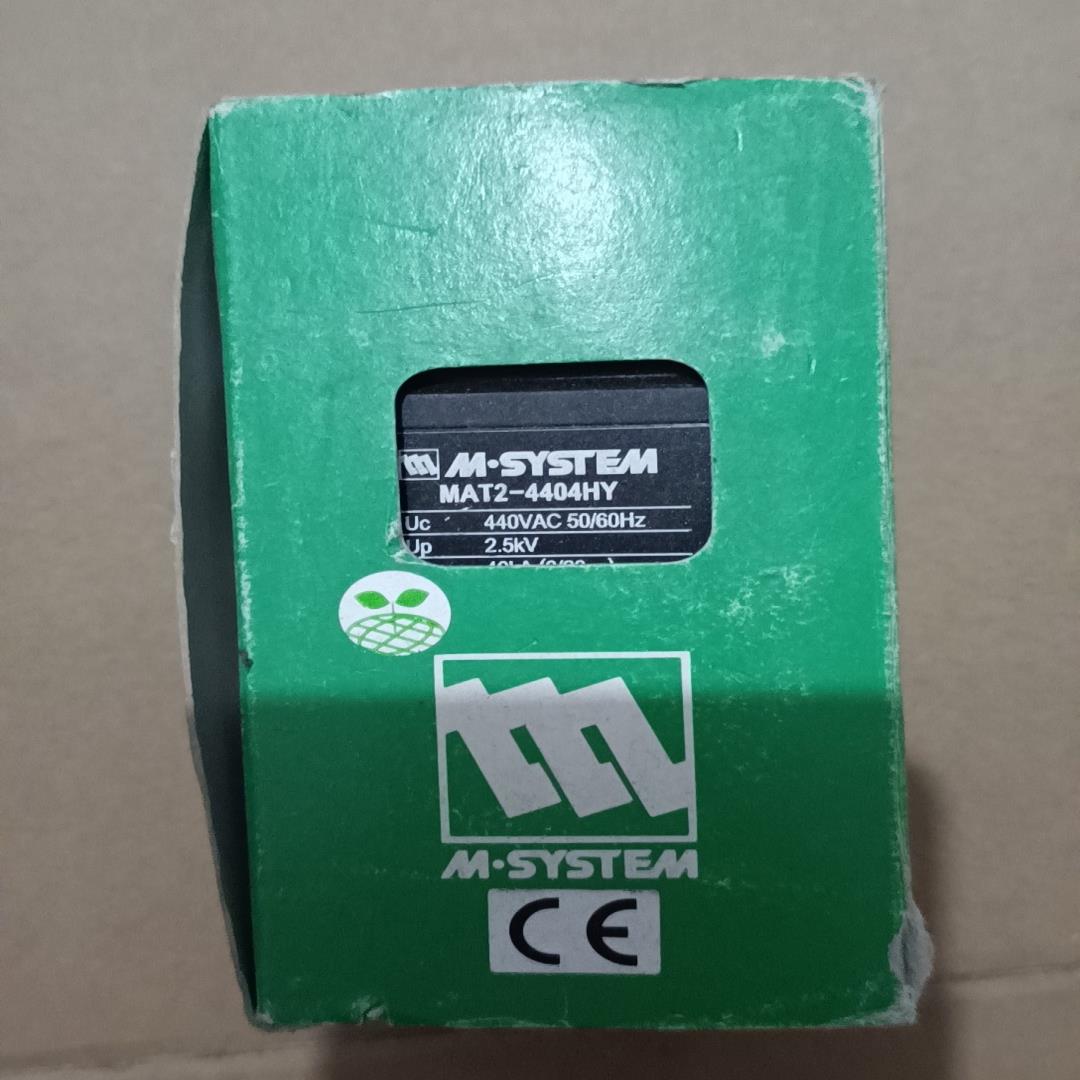 M·SYSTEM
MAT2-4404HY
Uc 440VAC 50/60Hz
Up 2.5kV
M·SYSTEM
CE